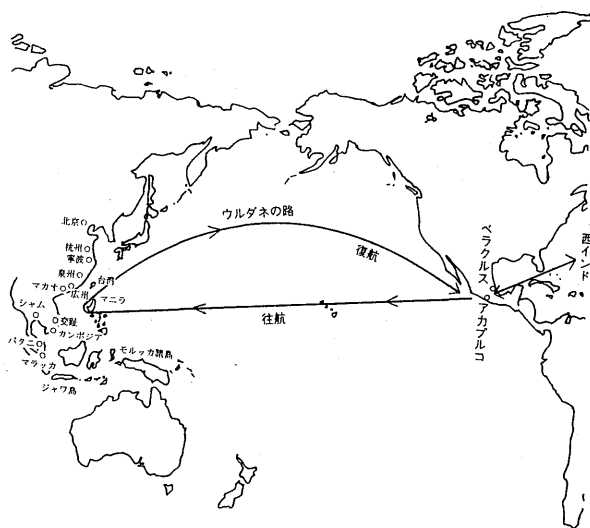 ウルダネの路
復航
往航
北京
杭州
寧波
泉州
台湾
マカオ
広州
マニラ
シャム
交趾
カンボジア
パタニ
マラッカ
モルッカ諸島
ジャワ島
ベラクルス
アカプルコ
西インド